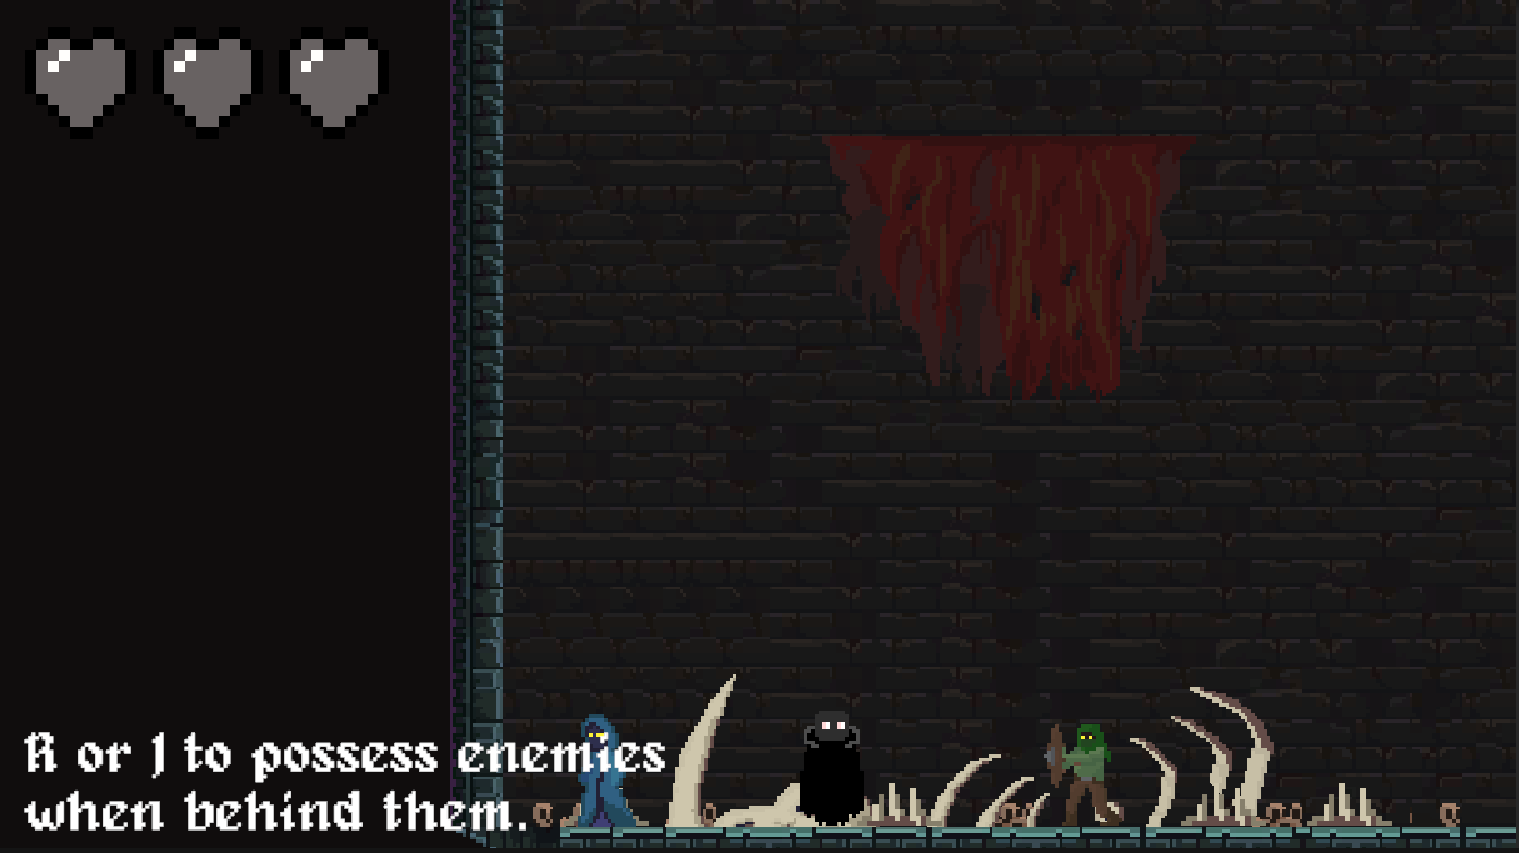 K or J to possess enemies
when behind them.